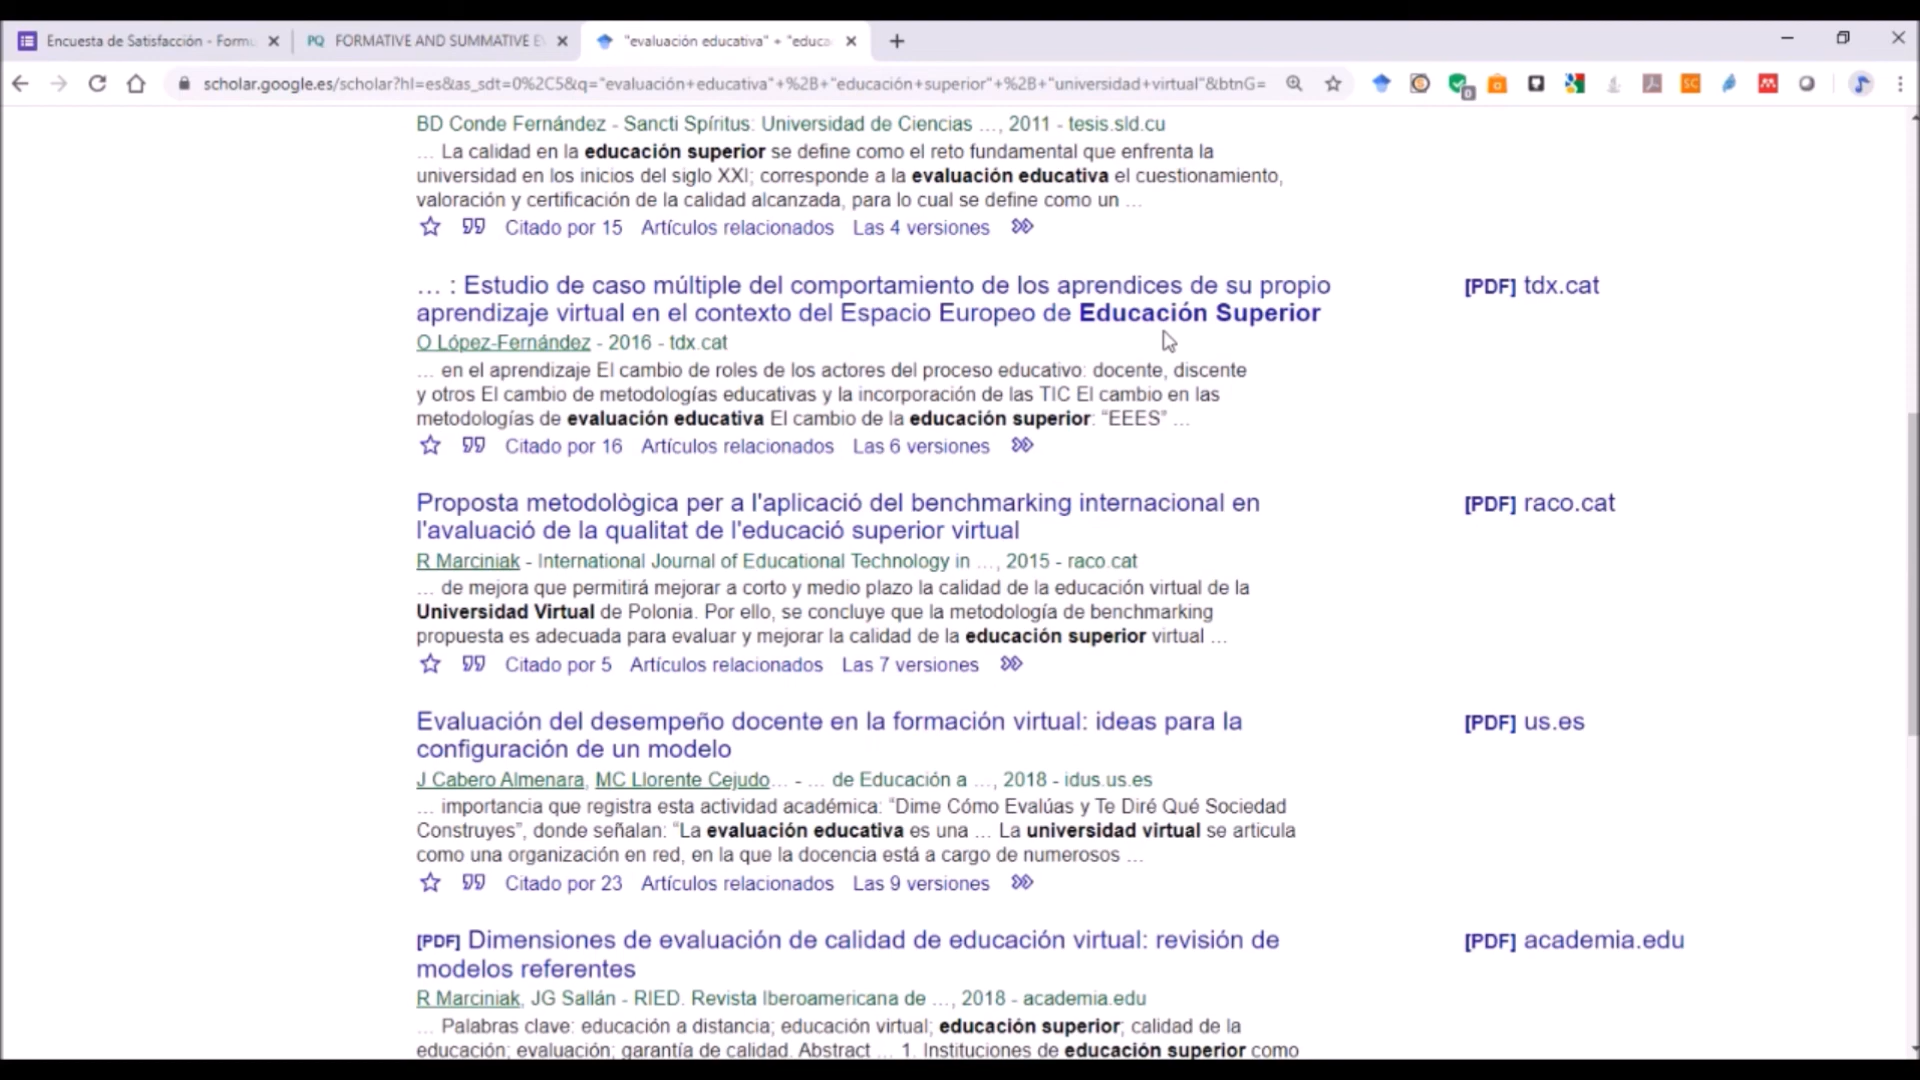 Encuesta de Satisfacción - Formu
PQ FORMATIVE AND SUMMATIVE E
"evaluación educativa" + "educa
scholar.google.es/scholar?hl=es&as_sdt=0%2C5&q="evaluación+educativa"+%2B+"educación+superior"+%2B+"universidad+virtual"&btnG=
0
SC
BD Conde Fernández - Sancti Spíritus: Universidad de Ciencias …, 2011 - tesis.sld.cu
… La calidad en la educación superior se define como el reto fundamental que enfrenta la
universidad en los inicios del siglo XXI; corresponde a la evaluación educativa el cuestionamiento,
valoración y certificación de la calidad alcanzada, para lo cual se define como un …
Citado por 15 Artículos relacionados Las 4 versiones
… : Estudio de caso múltiple del comportamiento de los aprendices de su propio
aprendizaje virtual en el contexto del Espacio Europeo de Educación Superior
[PDF] tdx.cat
O López-Fernández - 2016 - tdx.cat
… en el aprendizaje El cambio de roles de los actores del proceso educativo: docente, discente
y otros El cambio de metodologías educativas y la incorporación de las TIC El cambio en las
metodologías de evaluación educativa El cambio de la educación superior: “EEES” …
Citado por 16 Artículos relacionados Las 6 versiones
Proposta metodològica per a l'aplicació del benchmarking internacional en
l'avaluació de la qualitat de l'educació superior virtual
[PDF] raco.cat
R Marciniak - International Journal of Educational Technology in …, 2015 - raco.cat
… de mejora que permitirá mejorar a corto y medio plazo la calidad de la educación virtual de la
Universidad Virtual de Polonia. Por ello, se concluye que la metodología de benchmarking
propuesta es adecuada para evaluar y mejorar la calidad de la educación superior virtual …
Citado por 5 Artículos relacionados Las 7 versiones
Evaluación del desempeño docente en la formación virtual: ideas para la
configuración de un modelo
[PDF] us.es
J Cabero Almenara, MC Llorente Cejudo… - … de Educación a …, 2018 - idus.us.es
… importancia que registra esta actividad académica: “Dime Cómo Evalúas y Te Diré Qué Sociedad
Construyes”, donde señalan: “La evaluación educativa es una … La universidad virtual se articula
como una organización en red, en la que la docencia está a cargo de numerosos …
Citado por 23 Artículos relacionados Las 9 versiones
[PDF] Dimensiones de evaluación de calidad de educación virtual: revisión de
modelos referentes
[PDF] academia.edu
R Marciniak, JG Sallán - RIED. Revista Iberoamericana de …, 2018 - academia.edu
… Palabras clave: educación a distancia; educación virtual; educación superior; calidad de la
educación; evaluación; garantía de calidad. Abstract … 1. Instituciones de educación superior como